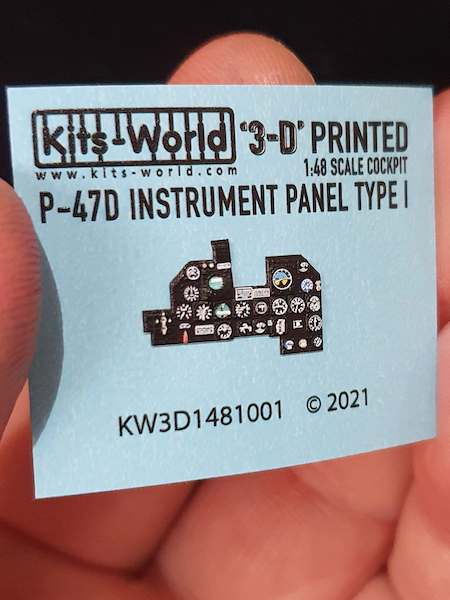 Kits-World '3-D' PRINTED
www.kits-world.com 1:48 SCALE COCKPIT
P-47D INSTRUMENT PANEL TYPE I
KW3D1481001 © 2021